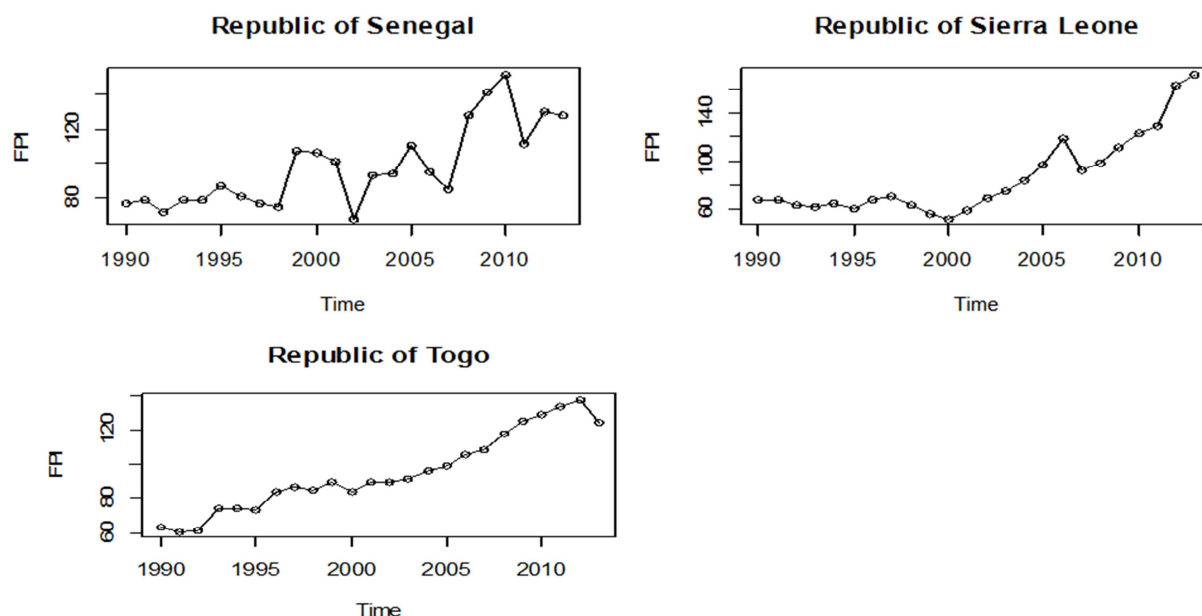 Republic of Senegal
FPI
120
80
1990 1995 2000 2005 2010
Time
Republic of Sierra Leone
FPI
140
100
60
1990 1995 2000 2005 2010
Time
Republic of Togo
FPI
120
80
60
1990 1995 2000 2005 2010
Time